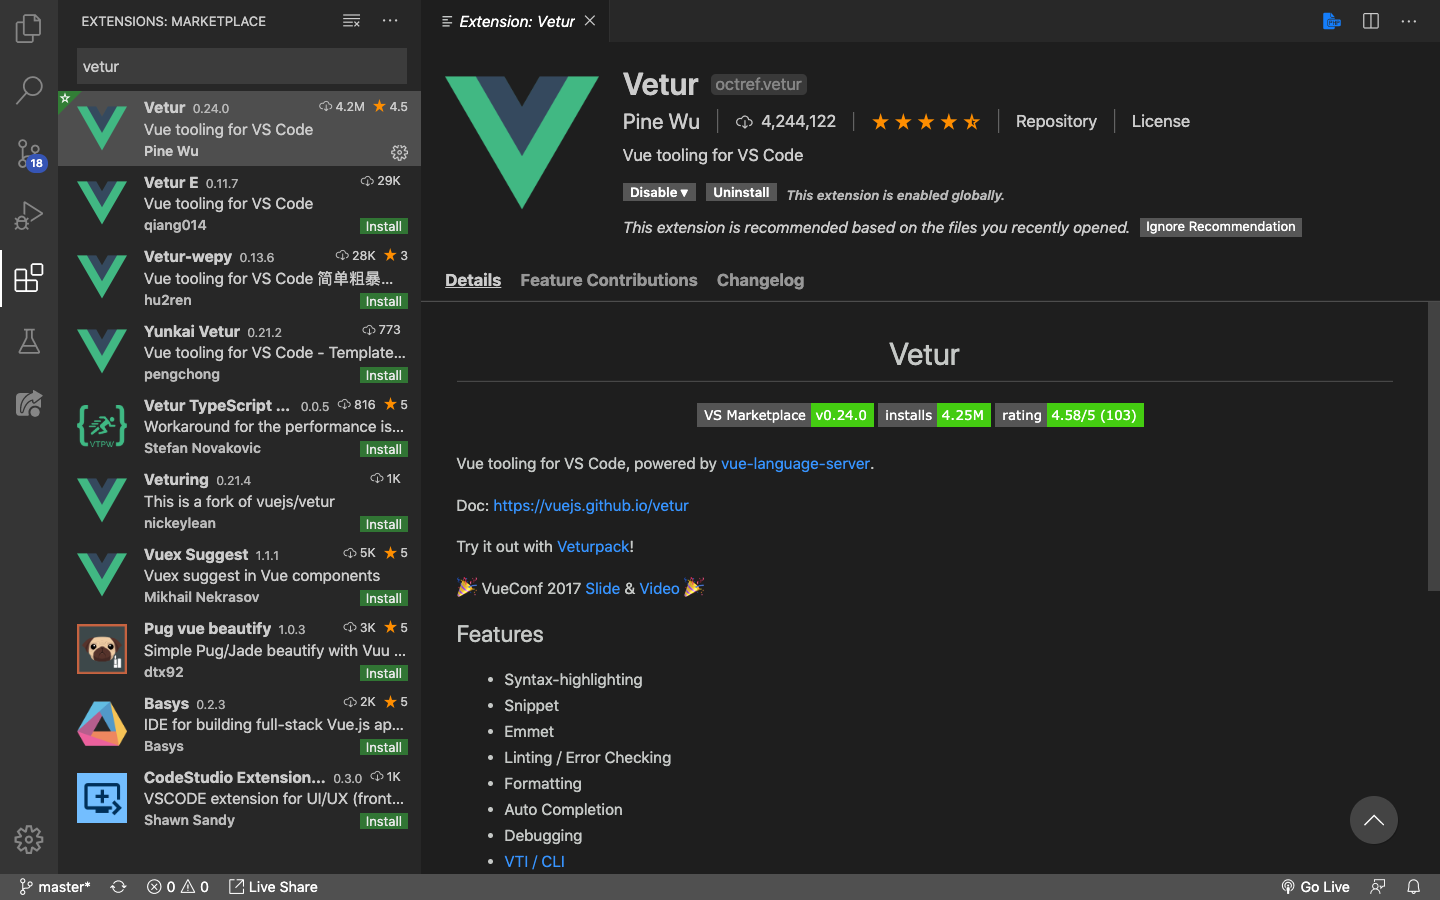 EXTENSIONS: MARKETPLACE
vetur
Vetur 0.24.0 4.2M 4.5
Vue tooling for VS Code
Pine Wu
Vetur E 0.11.7 29K
Vue tooling for VS Code
qiang014 Install
Vetur-wepy 0.13.6 28K 3
Vue tooling for VS Code 简单粗暴...
hu2ren Install
Yunkai Vetur 0.21.2 773
Vue tooling for VS Code - Template...
pengchong Install
Vetur TypeScript ... 0.0.5 816 5
Workaround for the performance is...
Stefan Novakovic Install
VTPW
Veturing 0.21.4 1K
This is a fork of vuejs/vetur
nickeylean Install
Vuex Suggest 1.1.1 5K 5
Vuex suggest in Vue components
Mikhail Nekrasov Install
Pug vue beautify 1.0.3 3K 5
Simple Pug/Jade beautify with Vuu ...
dtx92 Install
Basys 0.2.3 2K 5
IDE for building full-stack Vue.js ap...
Basys Install
CodeStudio Extension... 0.3.0 1K
VSCODE extension for UI/UX (front...
Shawn Sandy Install
18
Extension: Vetur
Vetur octref.vetur
Pine Wu 4,244,122 Repository License
Vue tooling for VS Code
Disable Uninstall This extension is enabled globally.
This extension is recommended based on the files you recently opened. Ignore Recommendation
Details Feature Contributions Changelog
Vetur
VS Marketplace v0.24.0 installs 4.25M rating 4.58/5 (103)
Vue tooling for VS Code, powered by vue-language-server.
Doc: https://vuejs.github.io/vetur
Try it out with Veturpack!
🎉 VueConf 2017 Slide & Video 🎉
Features
• Syntax-highlighting
• Snippet
• Emmet
• Linting / Error Checking
• Formatting
• Auto Completion
• Debugging
• VTI / CLI
master* 0 0 Live Share Go Live